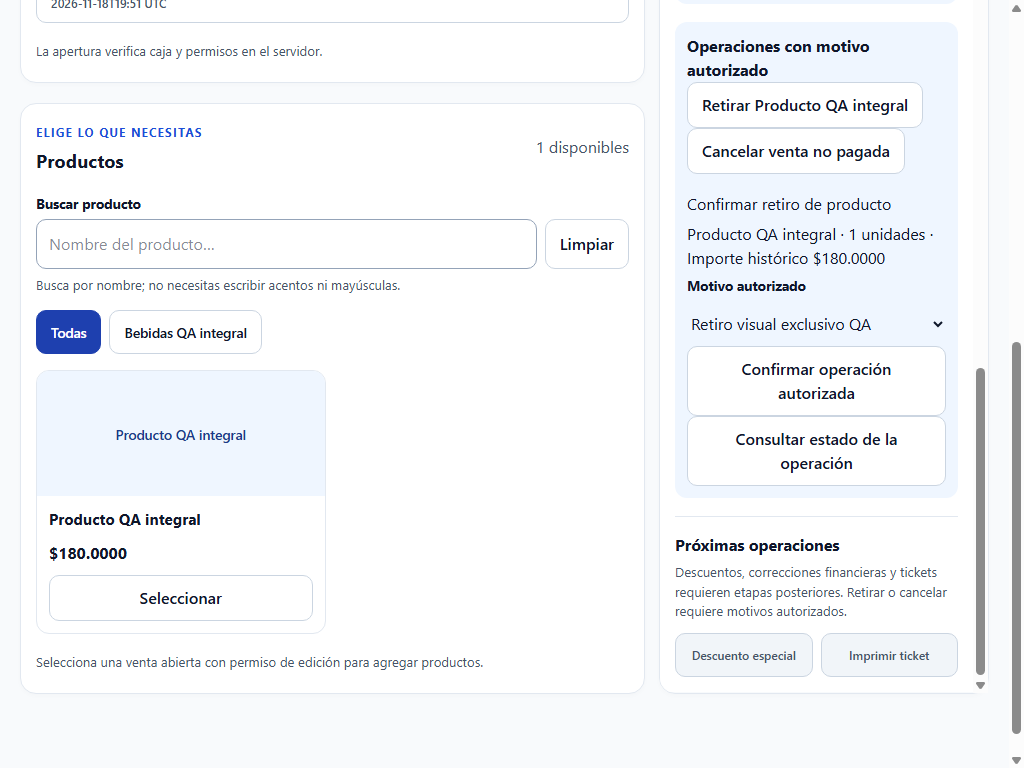 2026-11-18T19:51 UTC
La apertura verifica caja y permisos en el servidor.
ELIGE LO QUE NECESITAS
Productos
1 disponibles
Buscar producto
Nombre del producto...
Limpiar
Busca por nombre; no necesitas escribir acentos ni mayúsculas.
Todas
Bebidas QA integral
Producto QA integral
Producto QA integral
$180.0000
Seleccionar
Selecciona una venta abierta con permiso de edición para agregar productos.
Operaciones con motivo
autorizado
Retirar Producto QA integral
Cancelar venta no pagada
Confirmar retiro de producto
Producto QA integral · 1 unidades ·
Importe histórico $180.0000
Motivo autorizado
Retiro visual exclusivo QA
Confirmar operación
autorizada
Consultar estado de la
operación
Próximas operaciones
Descuentos, correcciones financieras y tickets
requieren etapas posteriores. Retirar o cancelar
requiere motivos autorizados.
Descuento especial
Imprimir ticket